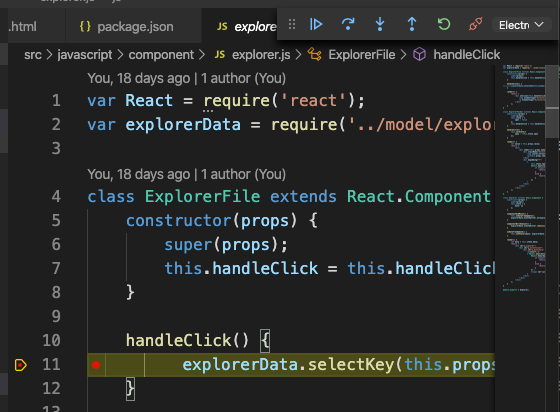 explorer.js — js
.html
package.json
explore
Electro
src > javascript > component > explorer.js > ExplorerFile > handleClick
You, 18 days ago | 1 author (You)
1 var React = require('react');
2 var explorerData = require('../model/explor
3
You, 18 days ago | 1 author (You)
4 class ExplorerFile extends React.Component
5 constructor(props) {
6 super(props);
7 this.handleClick = this.handleClick
8 }
9
10 handleClick() {
11 explorerData.selectKey(this.props
12 }
13